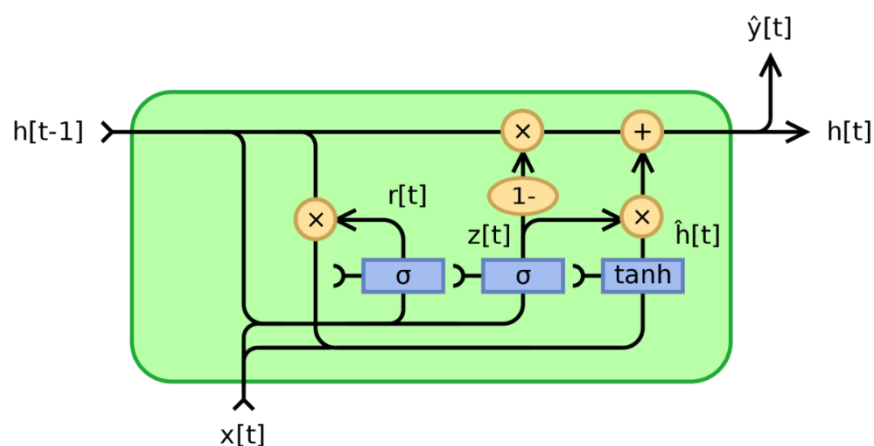 ŷ[t]
h[t-1]
×
+
h[t]
r[t]
1-
×
z[t]
×
ĥ[t]
σ
σ
tanh
x[t]